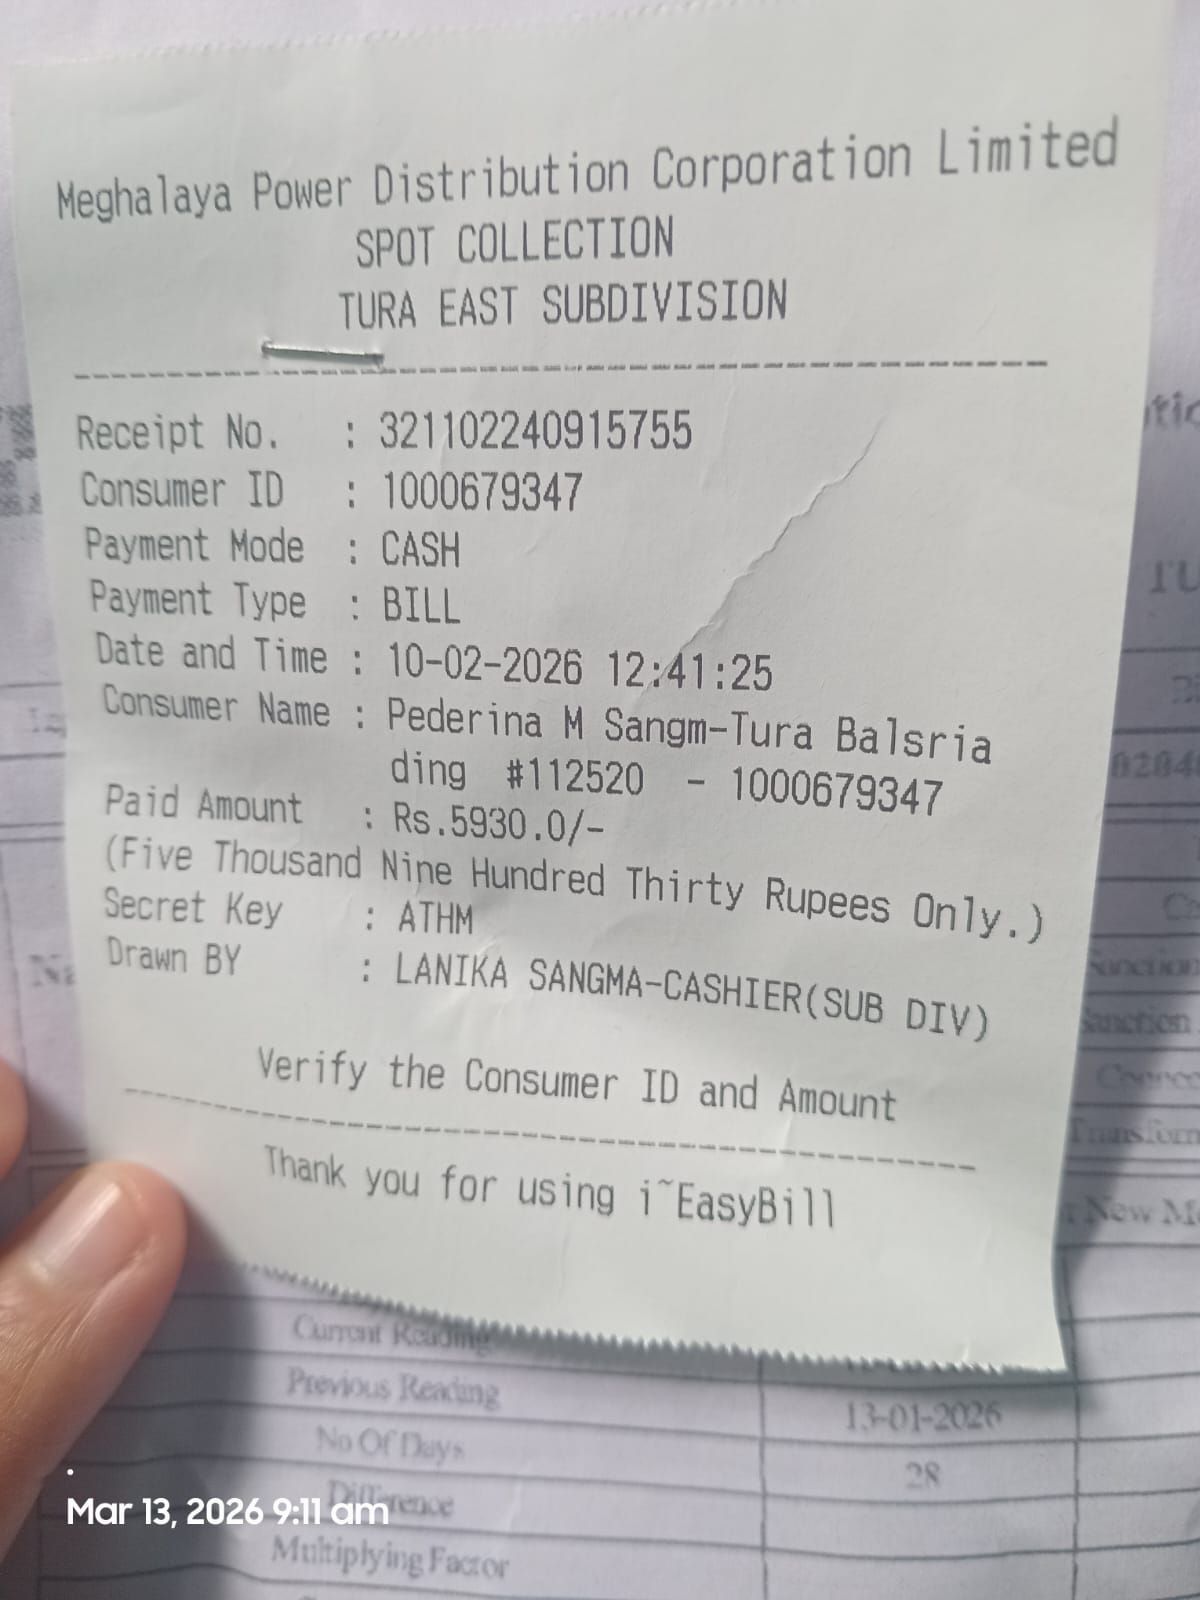 Meghalaya Power Distribution Corporation Limited
SPOT COLLECTION
TURA EAST SUBDIVISION
Receipt No. : 321102240915755
Consumer ID : 1000679347
Payment Mode : CASH
Payment Type : BILL
Date and Time : 10-02-2026 12:41:25
Consumer Name : Pederina M Sangm-Tura Balsria
ding #112520 - 1000679347
Paid Amount : Rs.5930.0/-
(Five Thousand Nine Hundred Thirty Rupees Only.)
Secret Key : ATHM
Drawn BY : LANIKA SANGMA-CASHIER(SUB DIV)
Verify the Consumer ID and Amount
Thank you for using i~EasyBill
Current Reading
Previous Reading 13-01-2026
No Of Days 28
Difference
Multiplying Factor
Mar 13, 2026 9:11 am